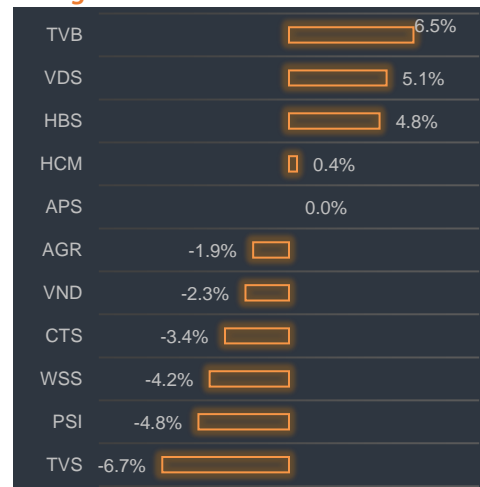 TVB 6.5%
VDS 5.1%
HBS 4.8%
HCM 0.4%
APS 0.0%
AGR -1.9%
VND -2.3%
CTS -3.4%
WSS -4.2%
PSI -4.8%
TVS -6.7%